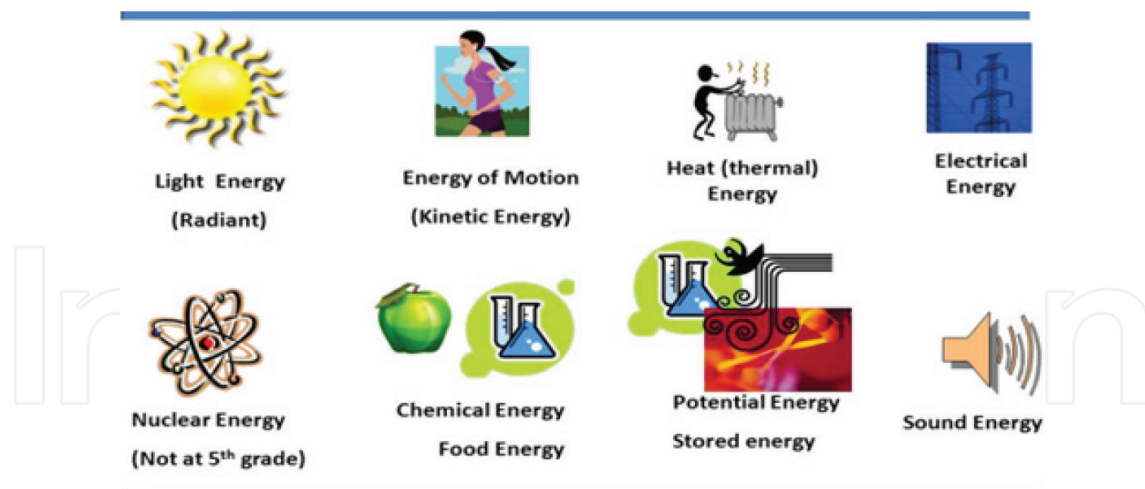 Light Energy
(Radiant)
Energy of Motion
(Kinetic Energy)
Heat (thermal)
Energy
Electrical
Energy
Nuclear Energy
(Not at 5th grade)
Chemical Energy
Food Energy
Potential Energy
Stored energy
Sound Energy